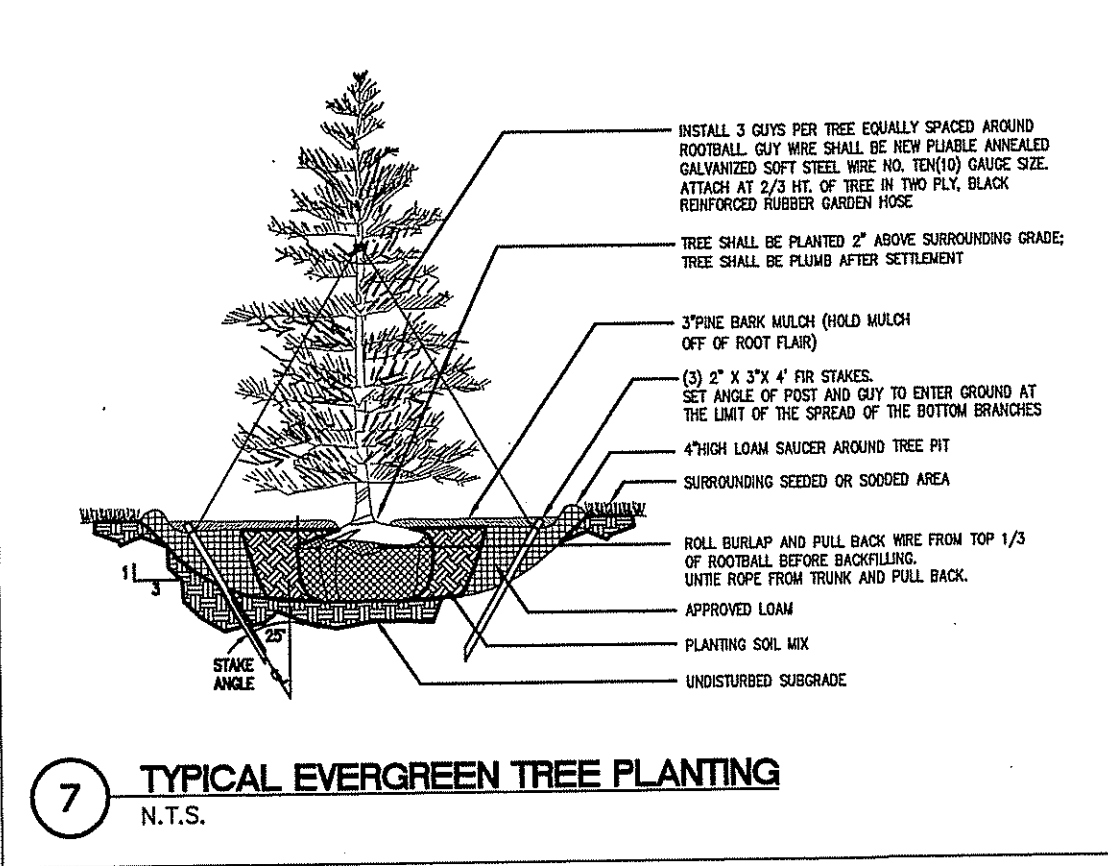 INSTALL 3 GUYS PER TREE EQUALLY SPACED AROUND
ROOTBALL. GUY WIRE SHALL BE NEW PLIABLE ANNEALED
GALVANIZED SOFT STEEL WIRE NO. TEN(10) GAUGE SIZE.
ATTACH AT 2/3 HT. OF TREE IN TWO PLY, BLACK
REINFORCED RUBBER GARDEN HOSE
TREE SHALL BE PLANTED 2" ABOVE SURROUNDING GRADE;
TREE SHALL BE PLUMB AFTER SETTLEMENT
3"PINE BARK MULCH (HOLD MULCH
OFF OF ROOT FLAIR)
(3) 2" X 3"X 4' FIR STAKES.
SET ANGLE OF POST AND GUY TO ENTER GROUND AT
THE LIMIT OF THE SPREAD OF THE BOTTOM BRANCHES
4"HIGH LOAM SAUCER AROUND TREE PIT
SURROUNDING SEEDED OR SODDED AREA
ROLL BURLAP AND PULL BACK WIRE FROM TOP 1/3
OF ROOTBALL BEFORE BACKFILLING.
UNTIE ROPE FROM TRUNK AND PULL BACK.
APPROVED LOAM
PLANTING SOIL MIX
UNDISTURBED SUBGRADE
1
3
25°
STAKE
ANGLE
7
TYPICAL EVERGREEN TREE PLANTING
N.T.S.